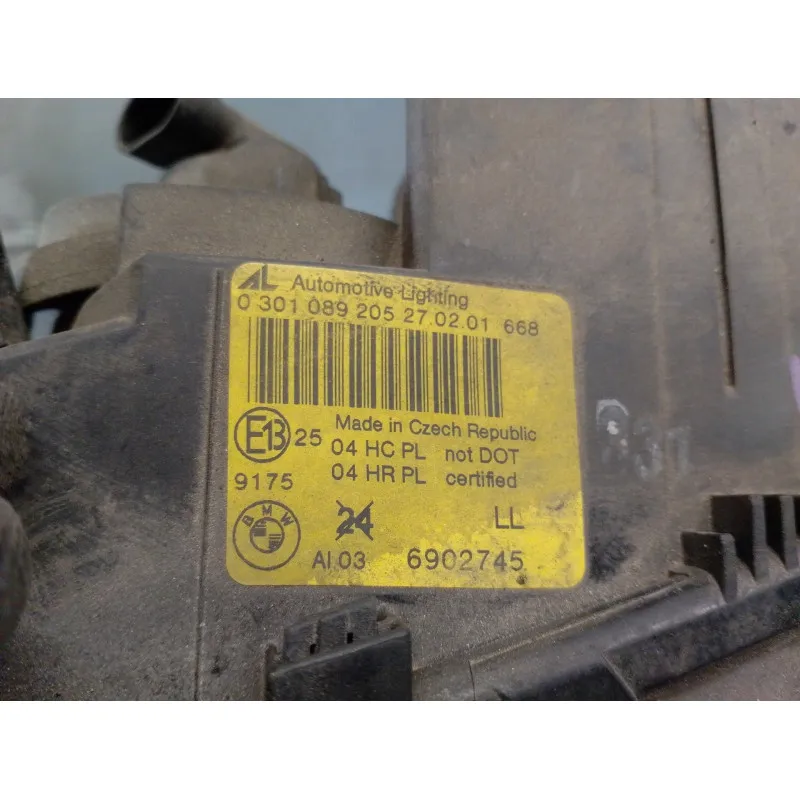 AL Automotive Lighting
0 301 089 205 27.02.01 668
Made in Czech Republic
E13 25 04 HC PL not DOT
9175 04 HR PL certified
BMW 24 LL
AI.03 6902745